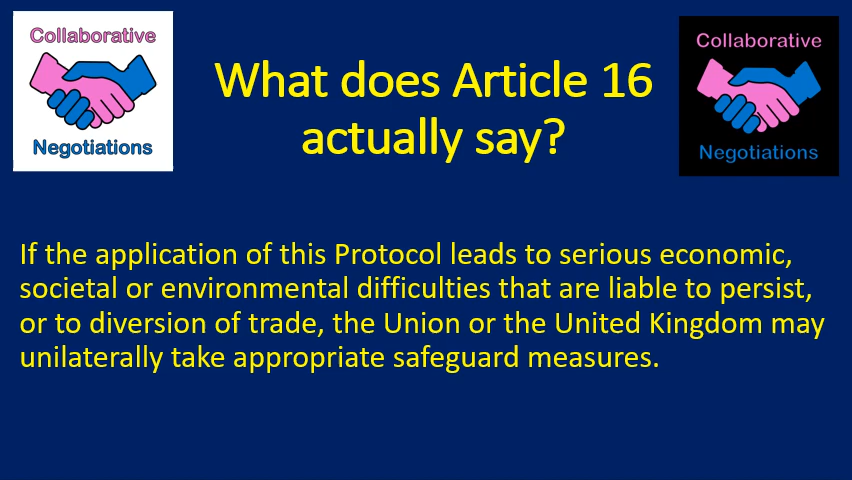 Collaborative
Negotiations
What does Article 16
actually say?
Collaborative
Negotiations
If the application of this Protocol leads to serious economic,
societal or environmental difficulties that are liable to persist,
or to diversion of trade, the Union or the United Kingdom may
unilaterally take appropriate safeguard measures.